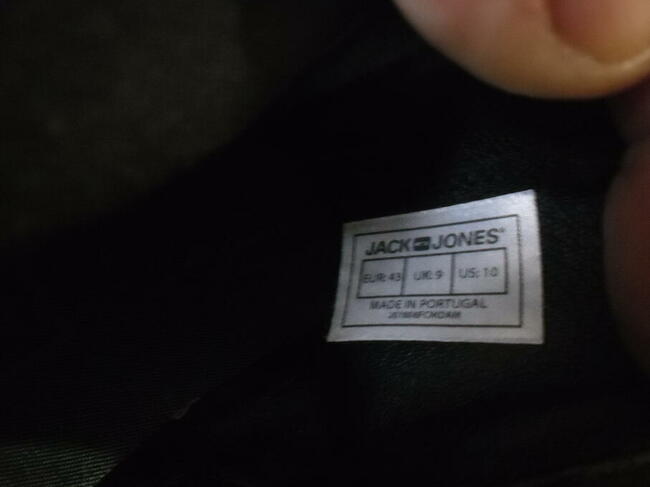 JACK & JONES®
EUR: 43 UK: 9 US: 10
MADE IN PORTUGAL